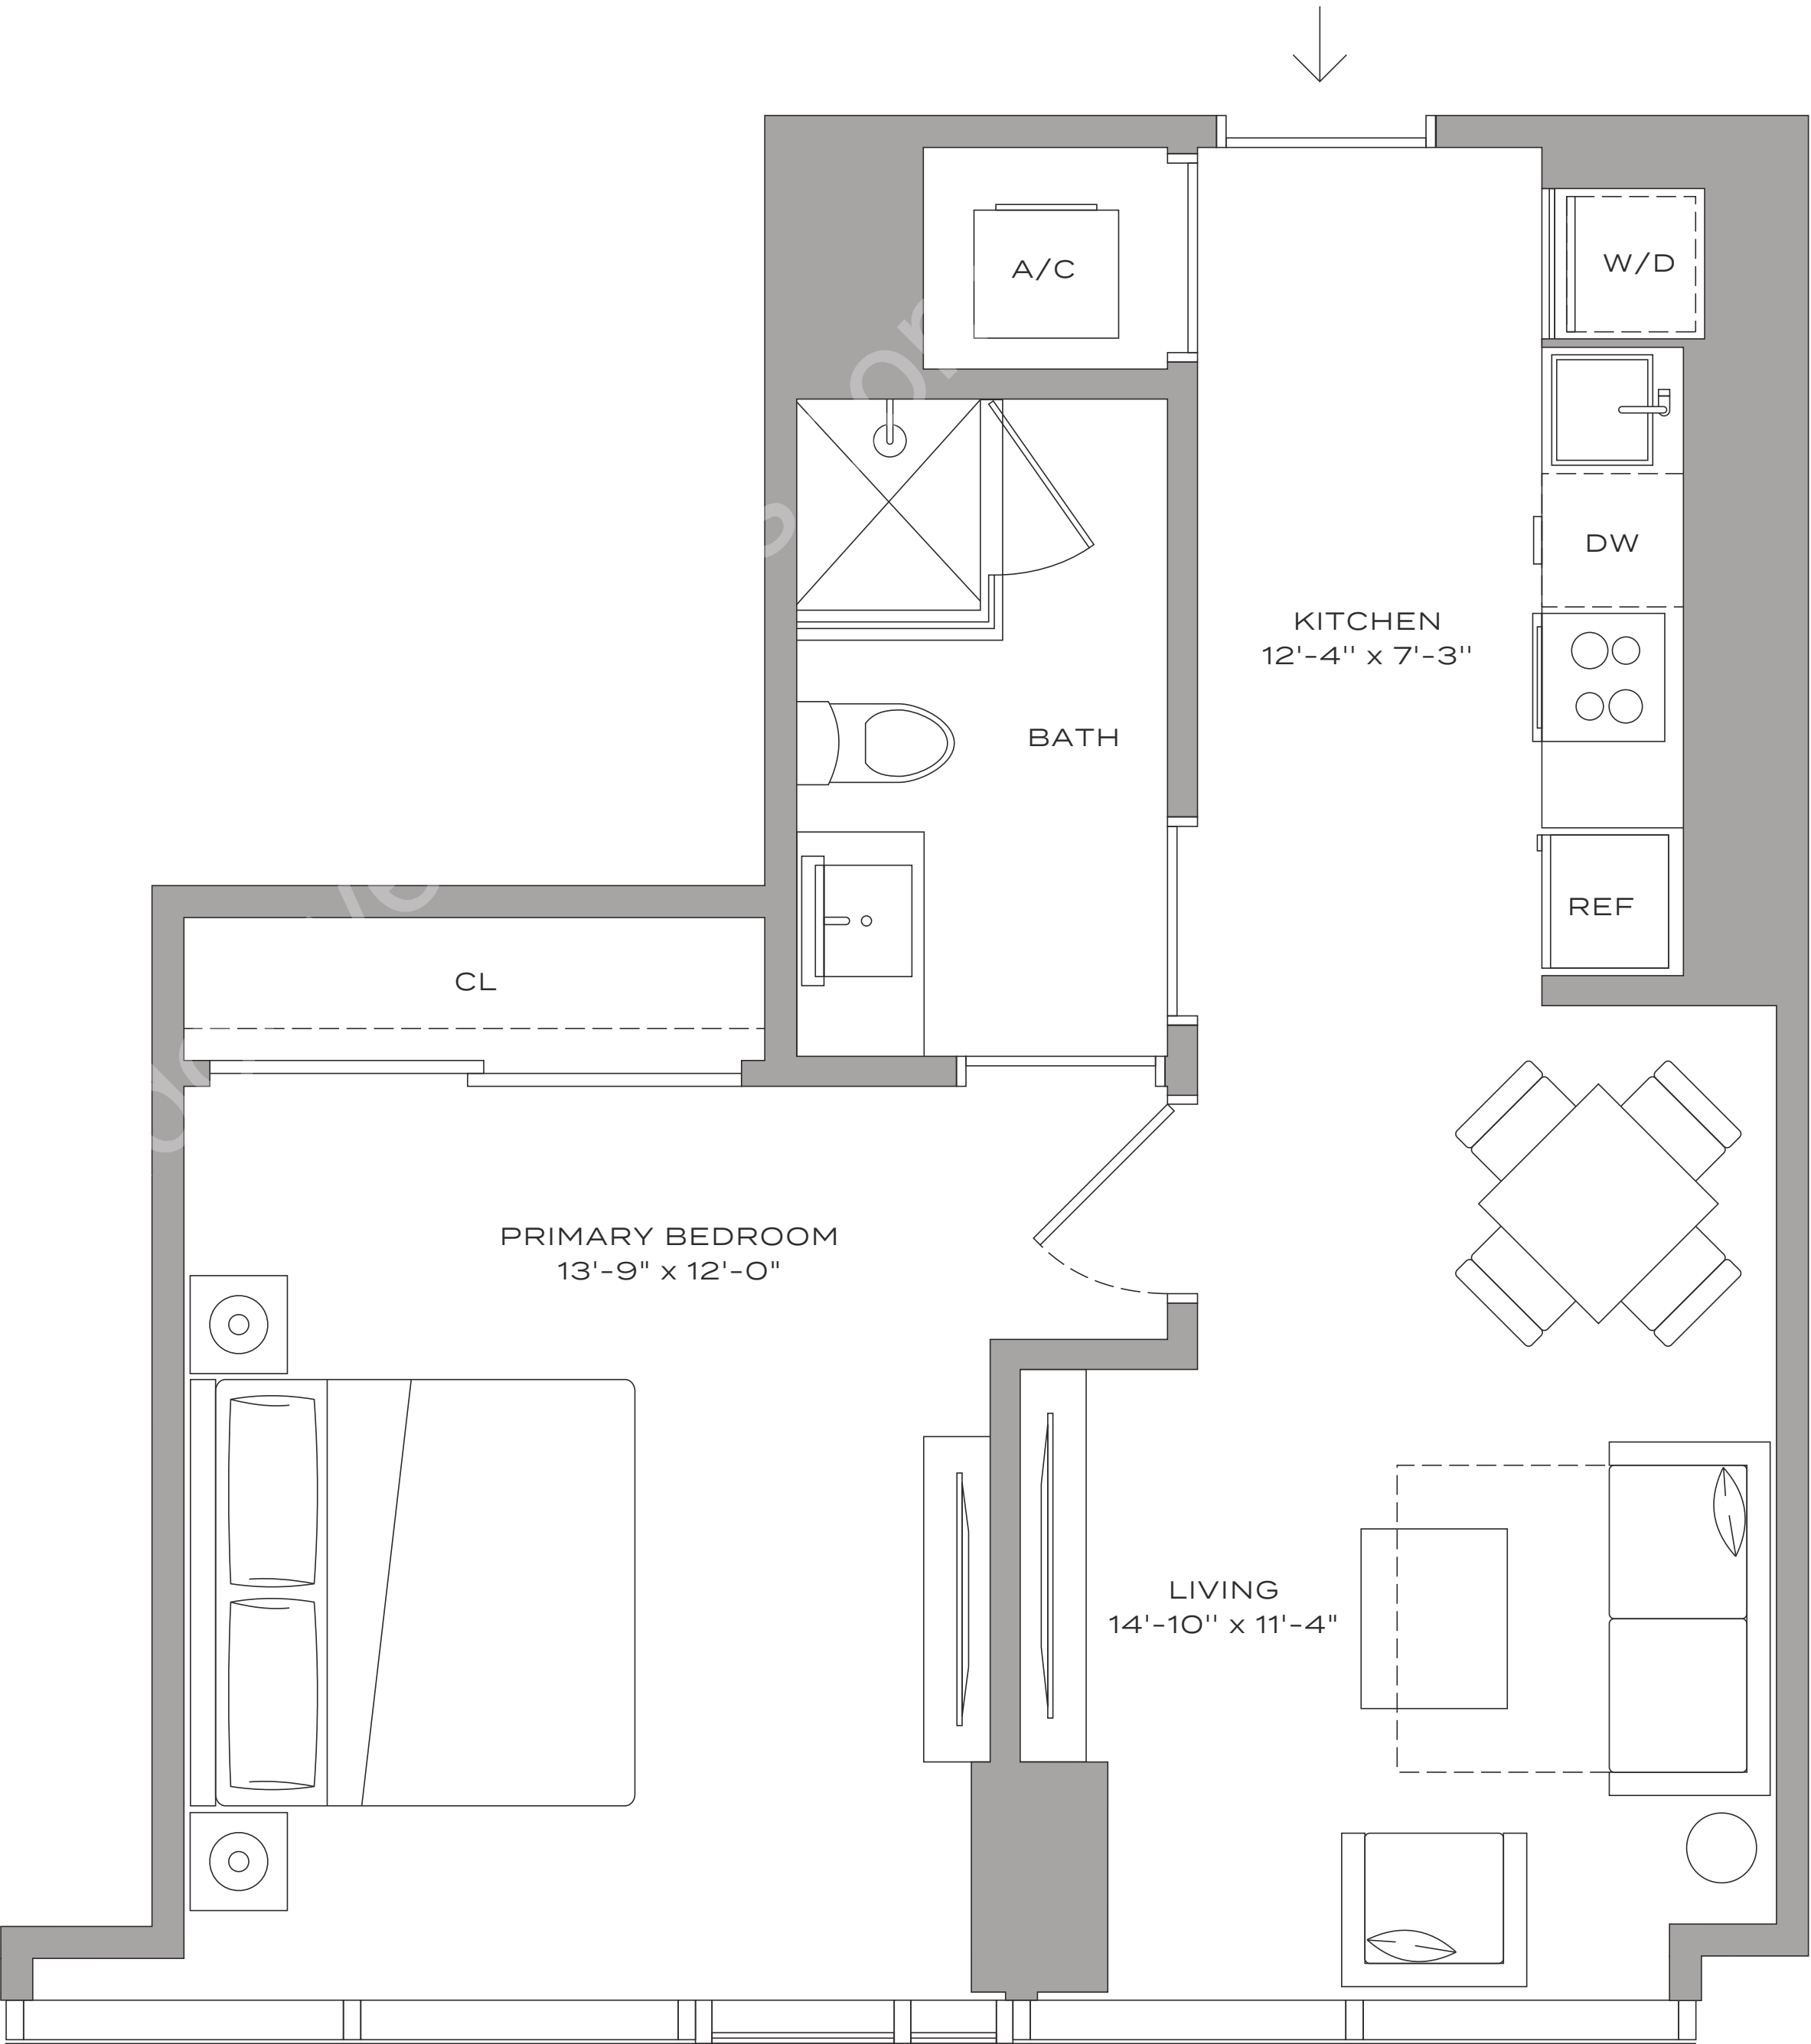 A/C
W/D
DW
KITCHEN
12'-4'' x 7'-3''
BATH
REF
CL
PRIMARY BEDROOM
13'-9" x 12'-0"
LIVING
14'-10'' x 11'-4"